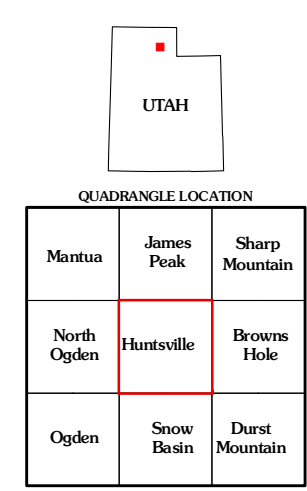 UTAH
QUADRANGLE LOCATION
Mantua
James
Peak
Sharp
Mountain
North
Ogden
Huntsville
Browns
Hole
Ogden
Snow
Basin
Durst
Mountain